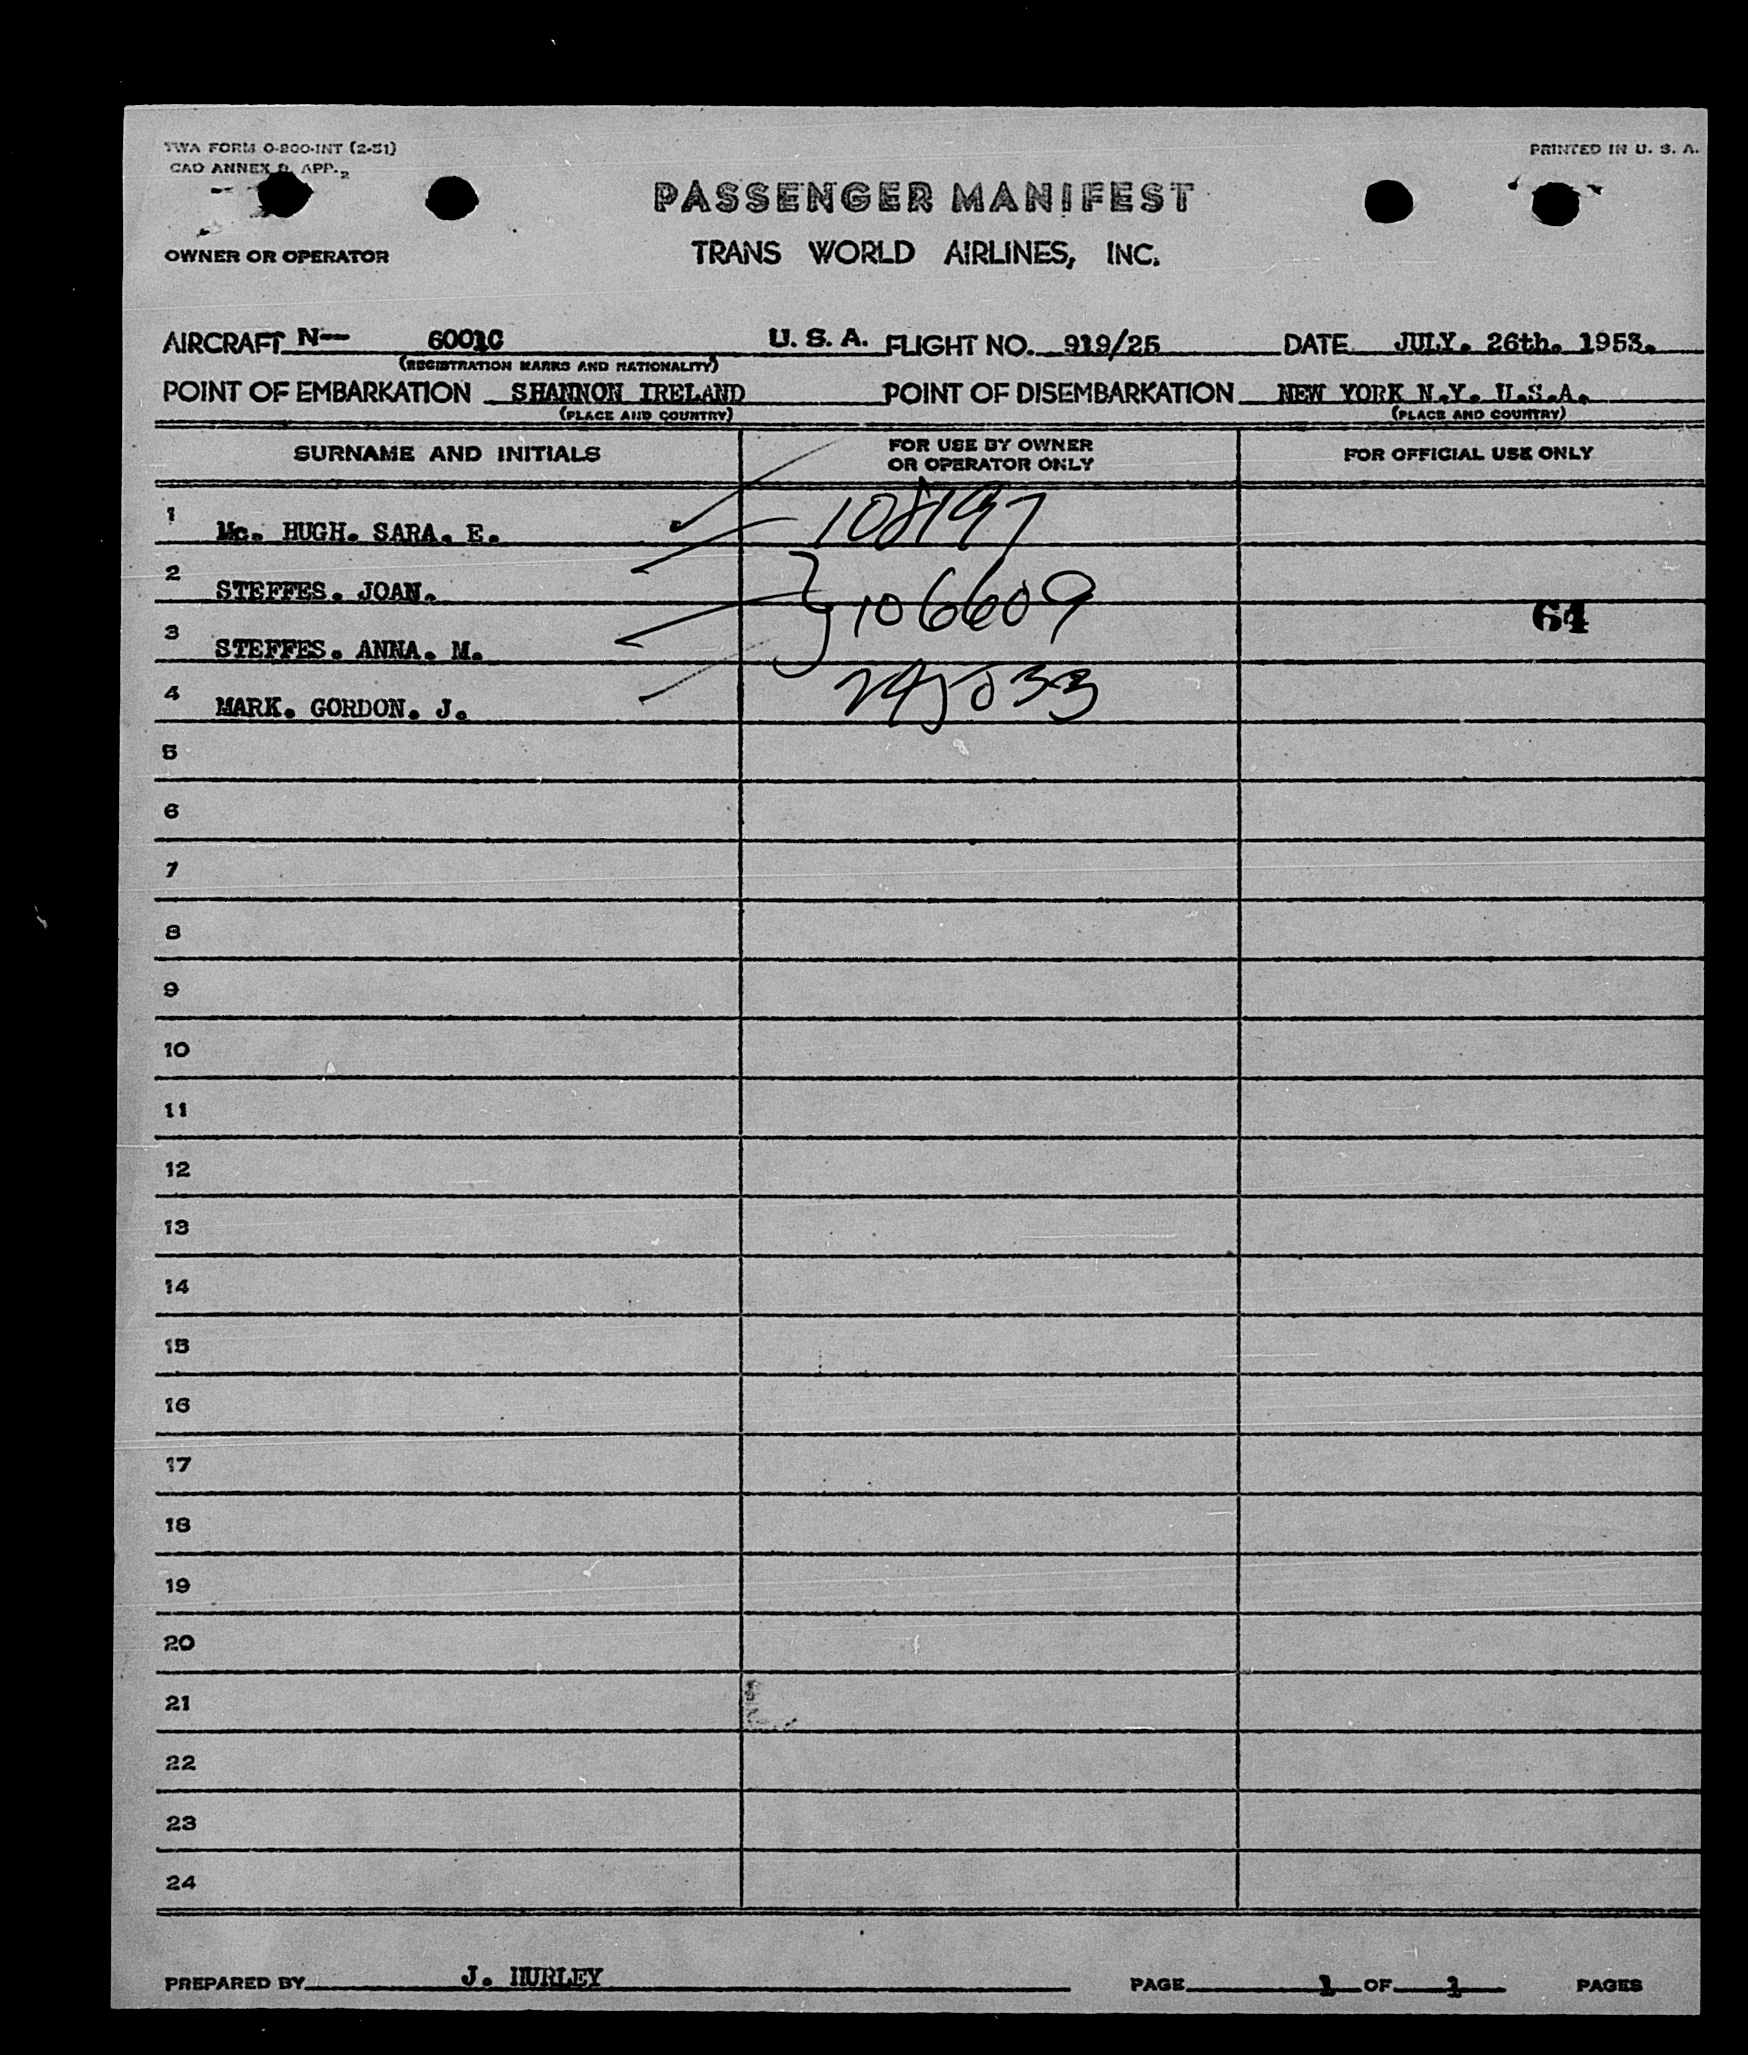 TWA FORM O-800-INT (2-51)
PRINTED IN U. S. A.
CAO ANNEX 9, APP. 2
PASSENGER MANIFEST
OWNER OR OPERATOR
TRANS WORLD AIRLINES, INC.
AIRCRAFT N— 6001C U. S. A. FLIGHT NO. 919/25 DATE JULY. 26th. 1953.
(REGISTRATION MARKS AND NATIONALITY)
POINT OF EMBARKATION SHANNON IRELAND POINT OF DISEMBARKATION NEW YORK N.Y. U.S.A.
(PLACE AND COUNTRY) (PLACE AND COUNTRY)
SURNAME AND INITIALS
FOR USE BY OWNER
OR OPERATOR ONLY
FOR OFFICIAL USE ONLY
1 Mc. HUGH. SARA. E. 108197
2 STEFFES. JOAN.
106609
64
3 STEFFES. ANNA. M.
4 MARK. GORDON. J. 245033
5
6
7
8
9
10
11
12
13
14
15
16
17
18
19
20
21
22
23
24
PREPARED BY J. HURLEY PAGE 1 OF 1 PAGES